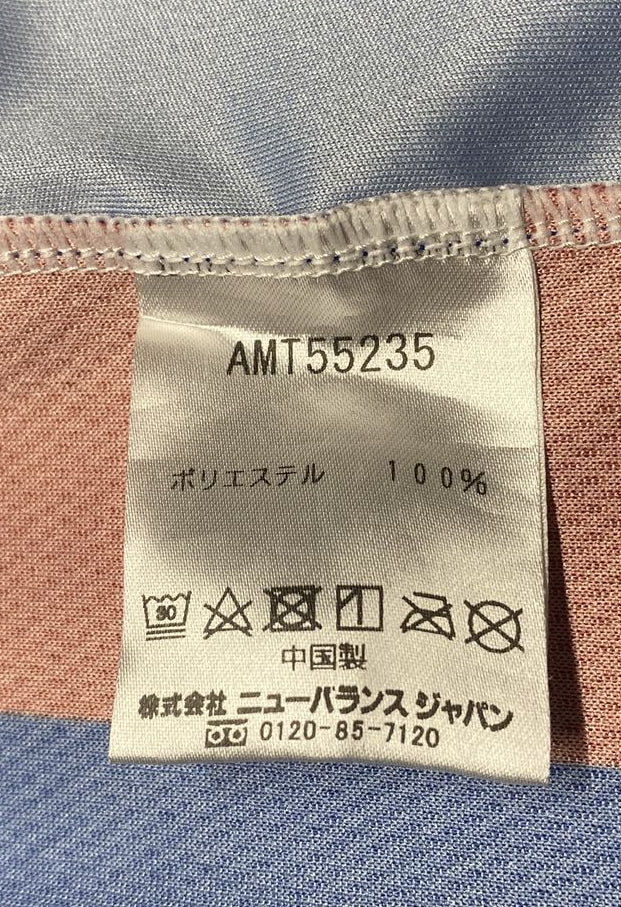 AMT55235
ポリエステル 100%
30
中国製
株式会社 ニューバランス ジャパン
0120-85-7120